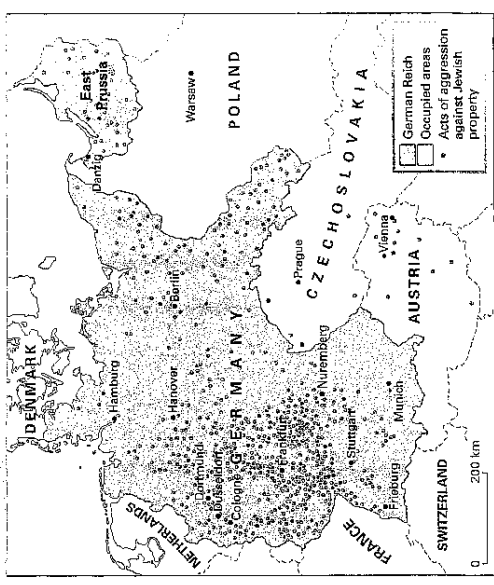 DENMARK
East
Prussia
Danzig
Hamburg
Warsaw
POLAND
Berlin
Hanover
NETHERLANDS
GERMANY
Dortmund
Düsseldorf
Cologne
Frankfurt
Prague
CZECHOSLOVAKIA
Nuremberg
Stuttgart
Vienna
AUSTRIA
Munich
Frieburg
FRANCE
SWITZERLAND
0 200 km
German Reich
Occupied areas
Acts of aggression
against Jewish
property